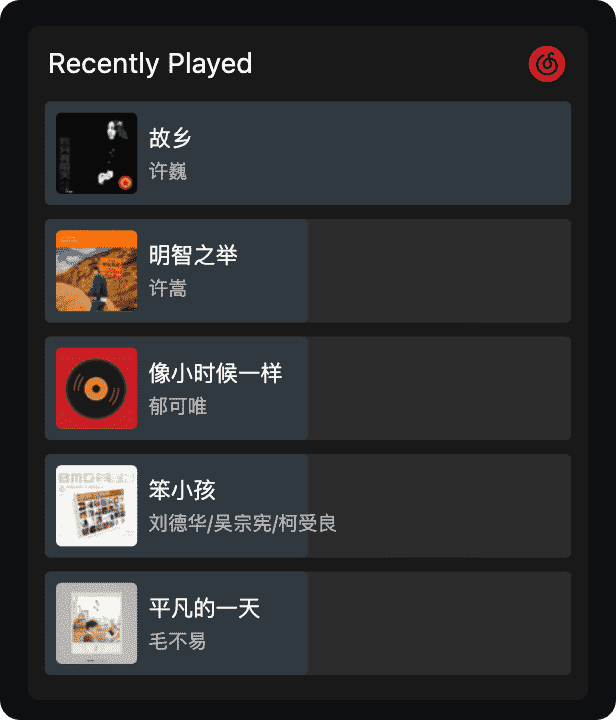 Recently Played
故乡
许巍
明智之举
许嵩
像小时候一样
郁可唯
笨小孩
刘德华/吴宗宪/柯受良
平凡的一天
毛不易